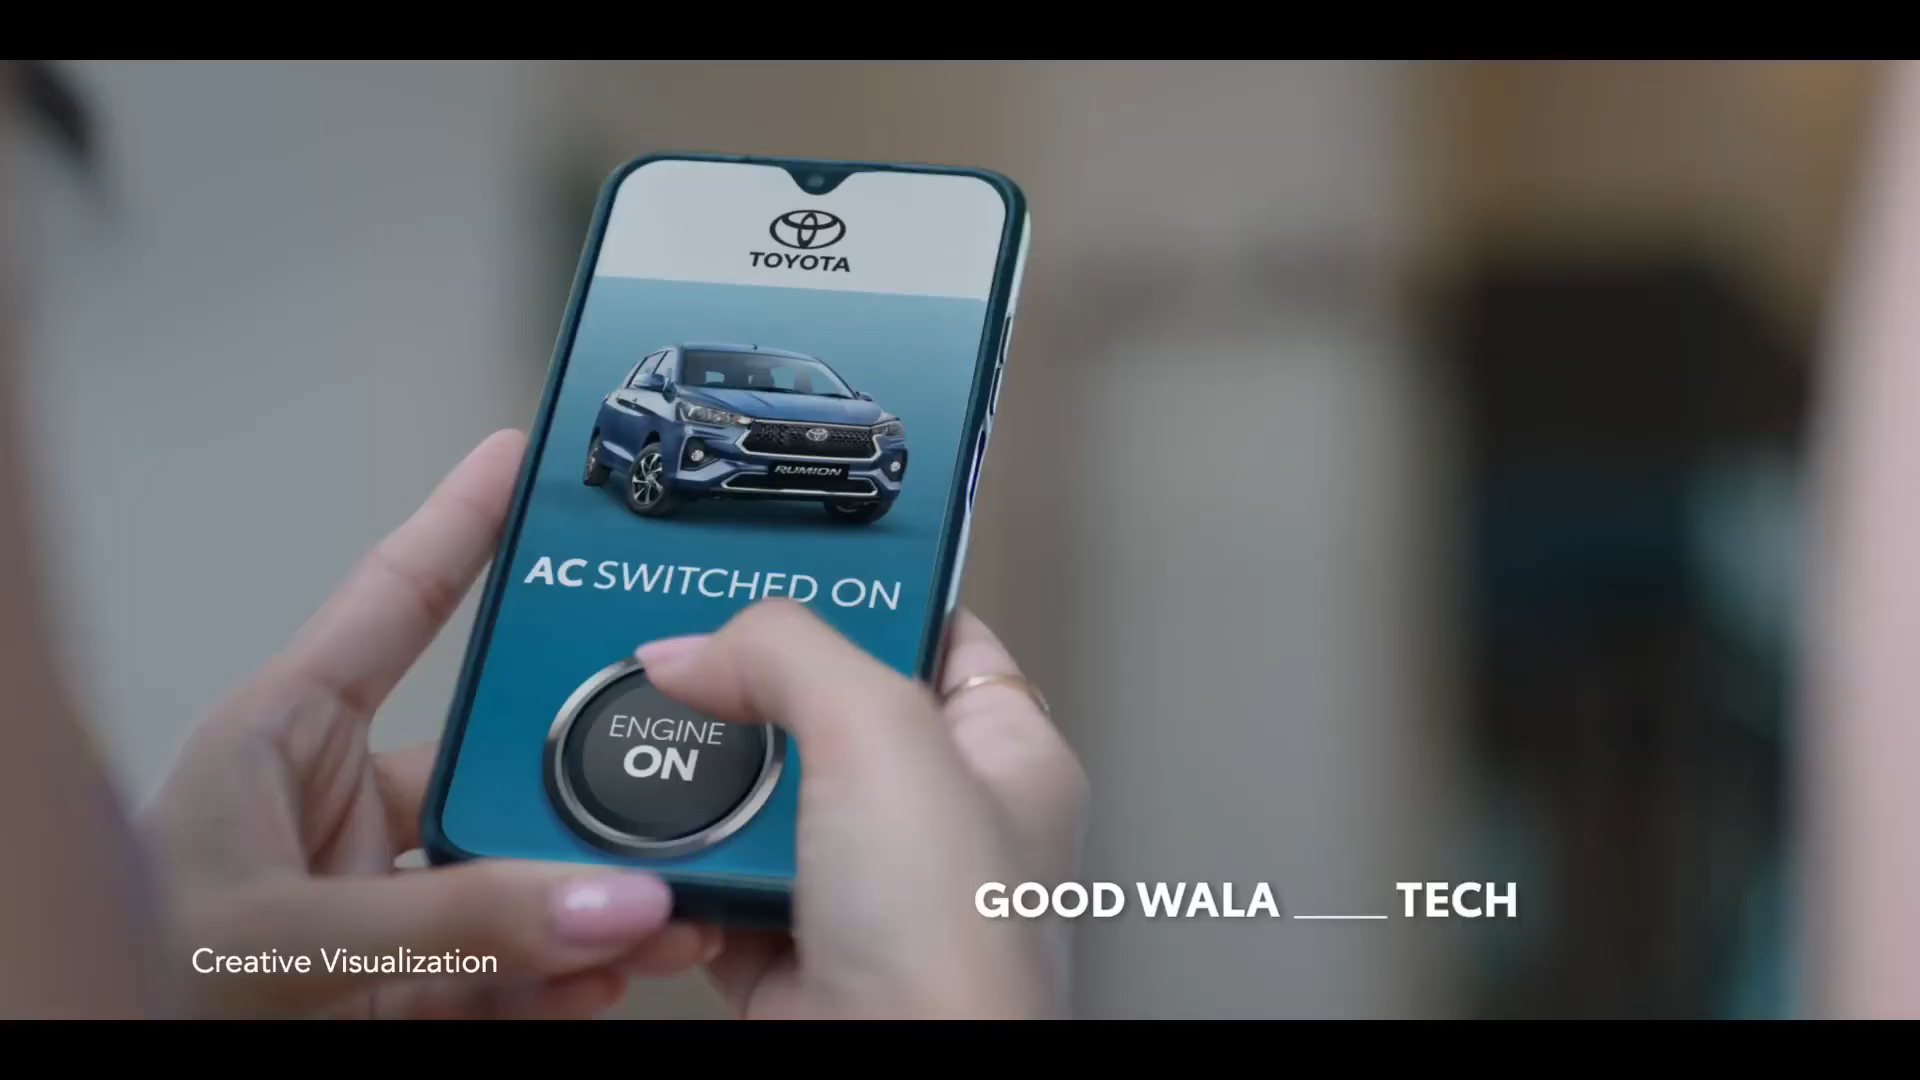 TOYOTA
RUMION
AC SWITCHED ON
ENGINE
ON
GOOD WALA ____ TECH
Creative Visualization